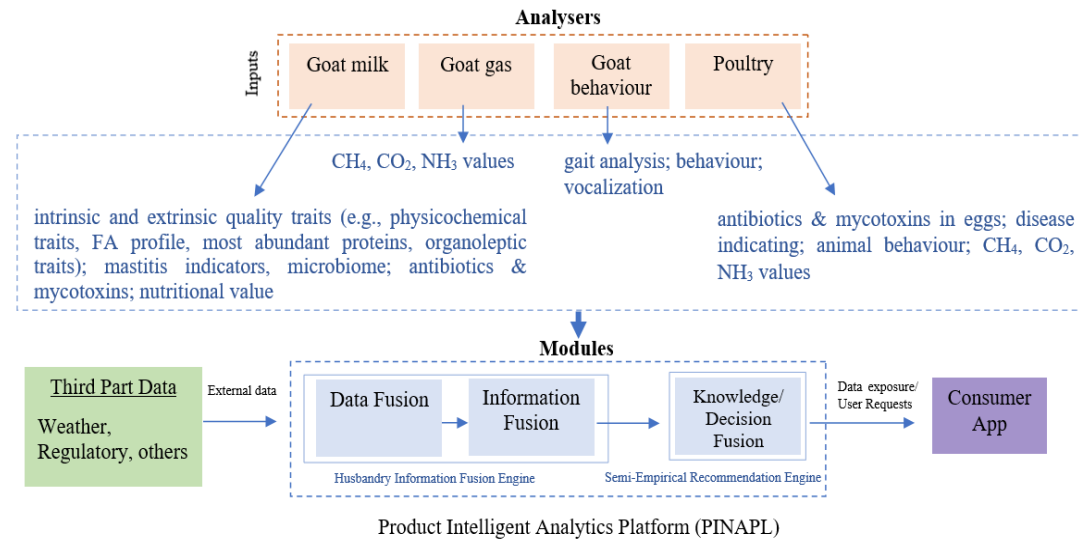 Analysers
Inputs
Goat milk
Goat gas
Goat
behaviour
Poultry
CH₄, CO₂, NH₃ values
gait analysis; behaviour;
vocalization
intrinsic and extrinsic quality traits (e.g., physicochemical
traits, FA profile, most abundant proteins, organoleptic
traits); mastitis indicators, microbiome; antibiotics &
mycotoxins; nutritional value
antibiotics & mycotoxins in eggs; disease
indicating; animal behaviour; CH₄, CO₂,
NH₃ values
Modules
Third Part Data
Weather,
Regulatory, others
External data
Data Fusion
Information
Fusion
Husbandry Information Fusion Engine
Knowledge/
Decision
Fusion
Semi-Empirical Recommendation Engine
Data exposure/
User Requests
Consumer
App
Product Intelligent Analytics Platform (PINAPL)